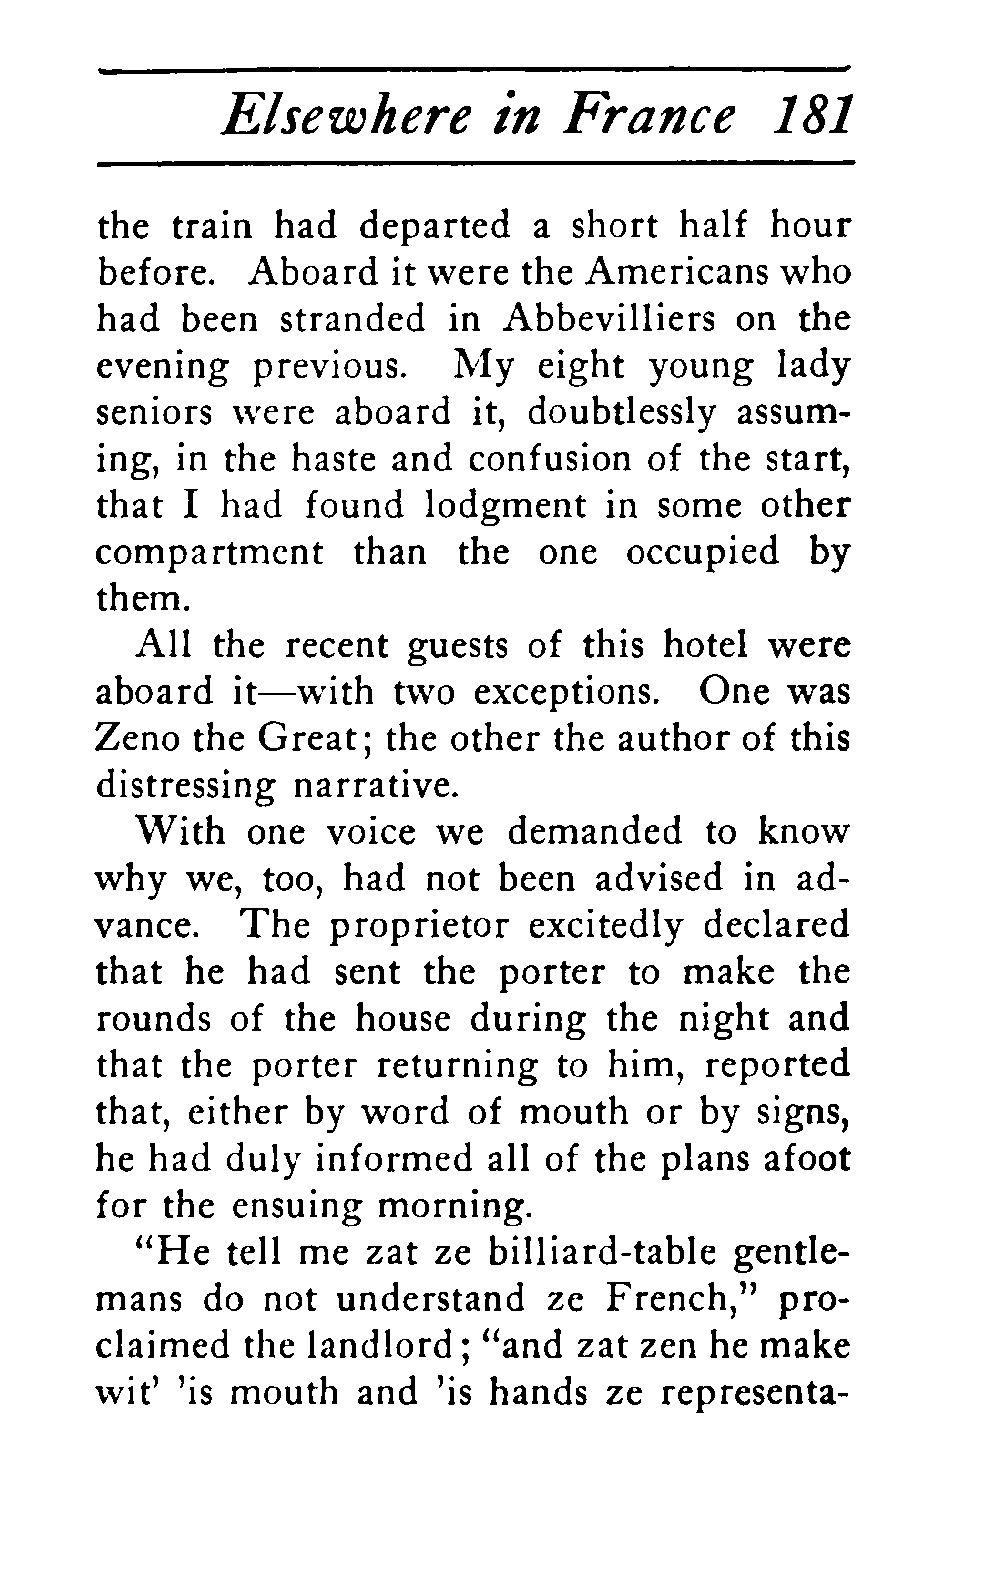 Elsewhere in France 181
the train had departed a short half hour
before. Aboard it were the Americans who
had been stranded in Abbevilliers on the
evening previous. My eight young lady
seniors were aboard it, doubtlessly assum-
ing, in the haste and confusion of the start,
that I had found lodgment in some other
compartment than the one occupied by
them.
All the recent guests of this hotel were
aboard it—with two exceptions. One was
Zeno the Great; the other the author of this
distressing narrative.
With one voice we demanded to know
why we, too, had not been advised in ad-
vance. The proprietor excitedly declared
that he had sent the porter to make the
rounds of the house during the night and
that the porter returning to him, reported
that, either by word of mouth or by signs,
he had duly informed all of the plans afoot
for the ensuing morning.
“He tell me zat ze billiard-table gentle-
mans do not understand ze French,” pro-
claimed the landlord; “and zat zen he make
wit’ ’is mouth and ’is hands ze representa-